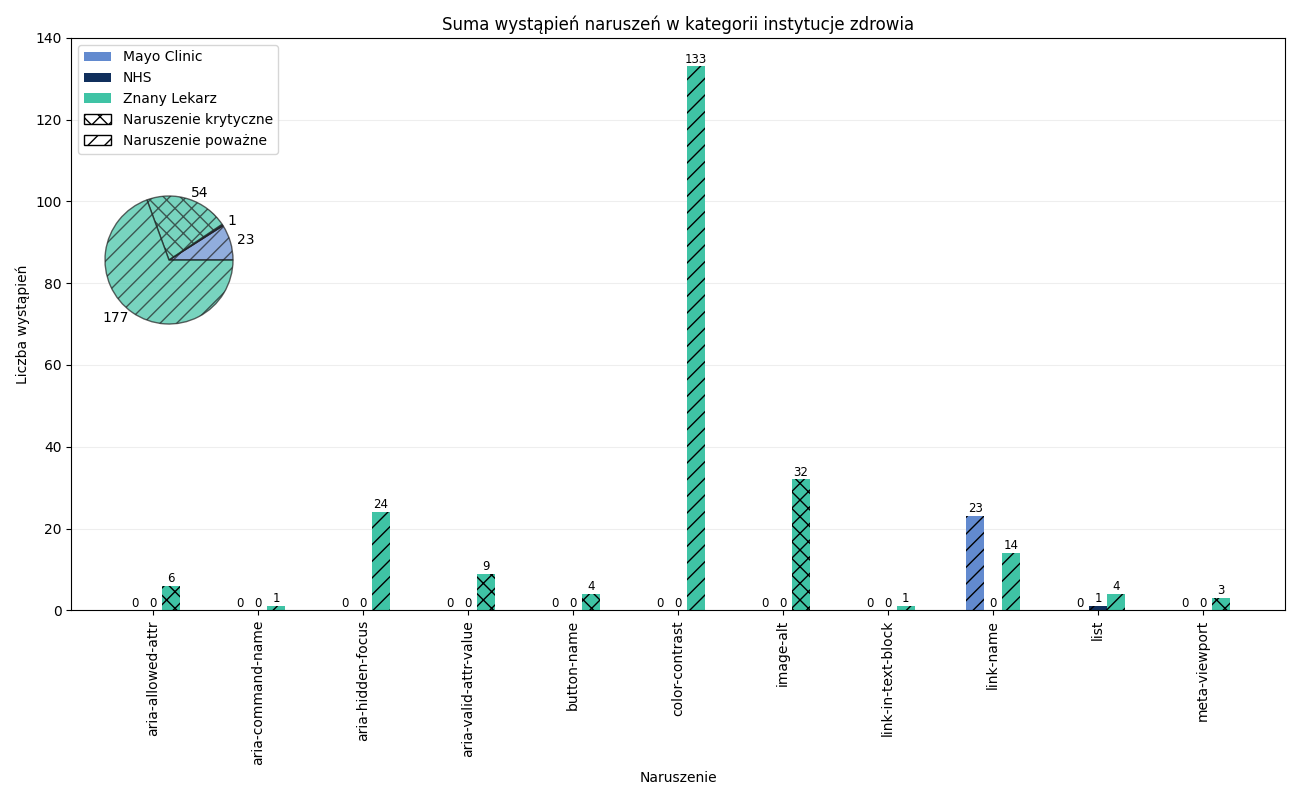 Suma wystąpień naruszeń w kategorii instytucje zdrowia
Mayo Clinic
NHS
Znany Lekarz
Naruszenie krytyczne
Naruszenie poważne
54
1
23
177
Liczba wystąpień
140
120
100
80
60
40
20
0
0 0 6
0 0 1
0 0 24
0 0 9
0 0 4
0 0 133
0 0 32
0 0 1
23 0 14
0 1 4
0 0 3
aria-allowed-attr
aria-command-name
aria-hidden-focus
aria-valid-attr-value
button-name
color-contrast
image-alt
link-in-text-block
link-name
list
meta-viewport
Naruszenie